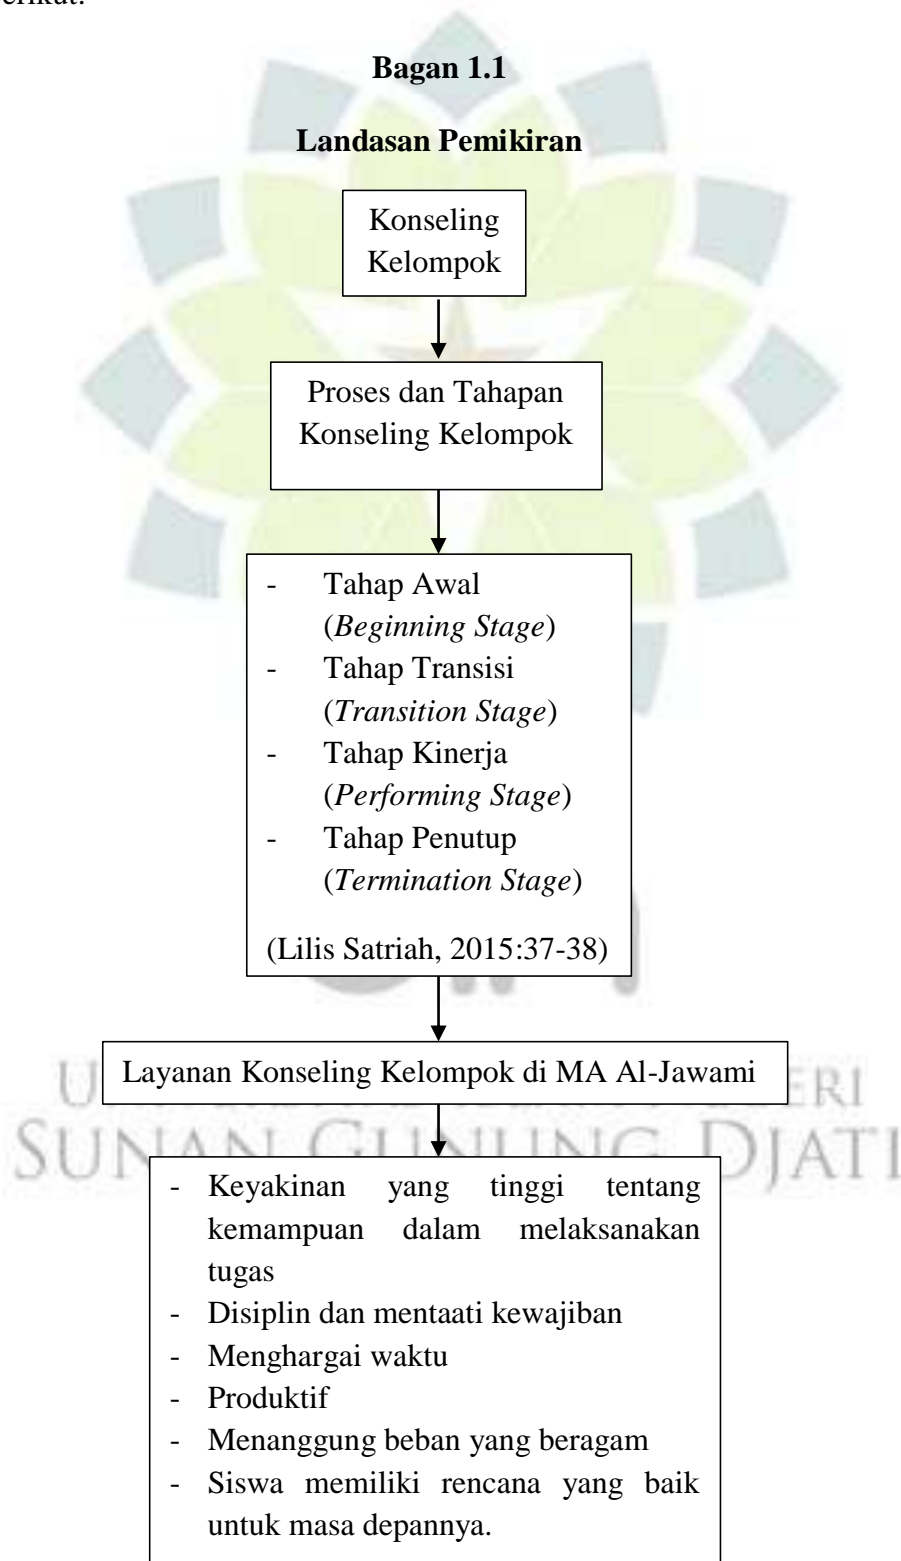 Bagan 1.1
Landasan Pemikiran
Konseling
Kelompok
Proses dan Tahapan
Konseling Kelompok
- Tahap Awal
(Beginning Stage)
- Tahap Transisi
(Transition Stage)
- Tahap Kinerja
(Performing Stage)
- Tahap Penutup
(Termination Stage)
(Lilis Satriah, 2015:37-38)
Layanan Konseling Kelompok di MA Al-Jawami
SUNAN GUNUNG DJATI
- Keyakinan yang tinggi tentang
kemampuan dalam melaksanakan
tugas
- Disiplin dan mentaati kewajiban
- Menghargai waktu
- Produktif
- Menanggung beban yang beragam
- Siswa memiliki rencana yang baik
untuk masa depannya.